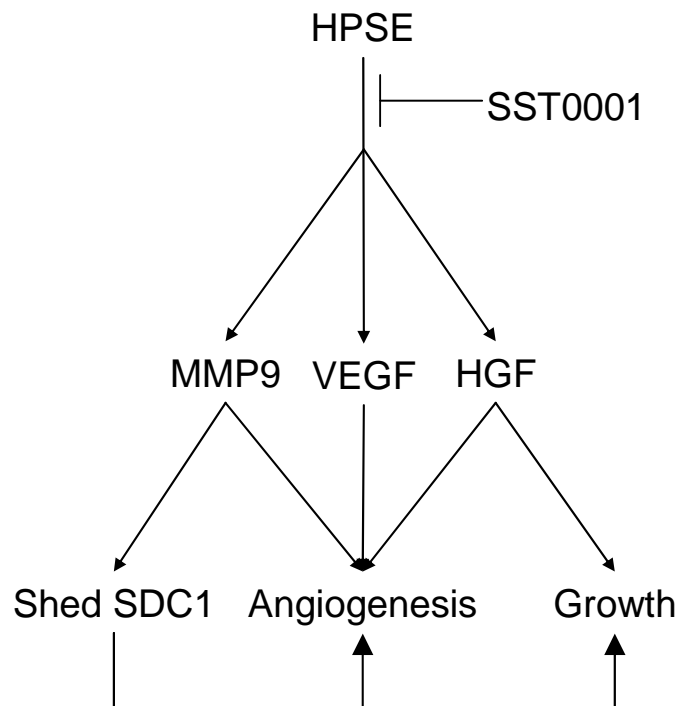 HPSE
SST0001
MMP9 VEGF HGF
Shed SDC1 Angiogenesis Growth